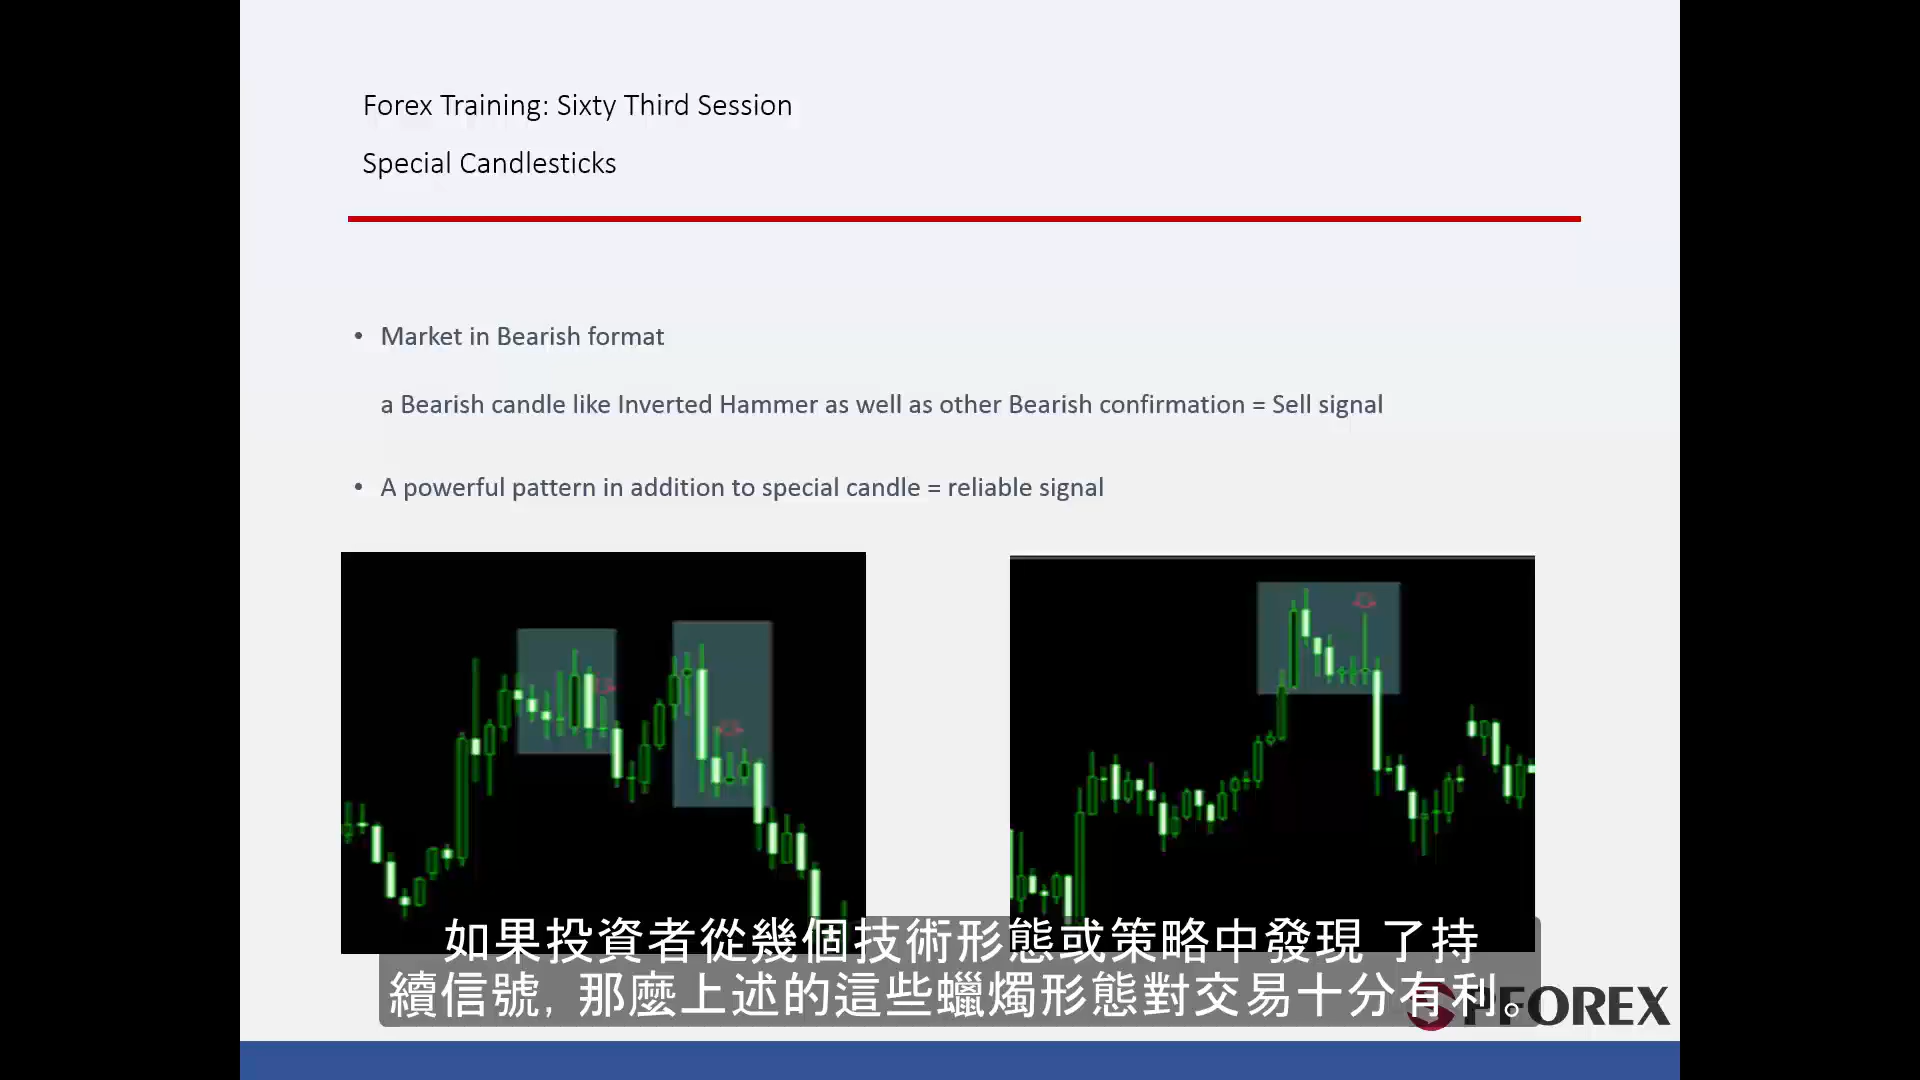 Forex Training: Sixty Third Session
Special Candlesticks
• Market in Bearish format
a Bearish candle like Inverted Hammer as well as other Bearish confirmation = Sell signal
• A powerful pattern in addition to special candle = reliable signal
如果投資者從幾個技術形態或策略中發現 了持
續信號, 那麼上述的這些蠟燭形態對交易十分有利。
PFOREX